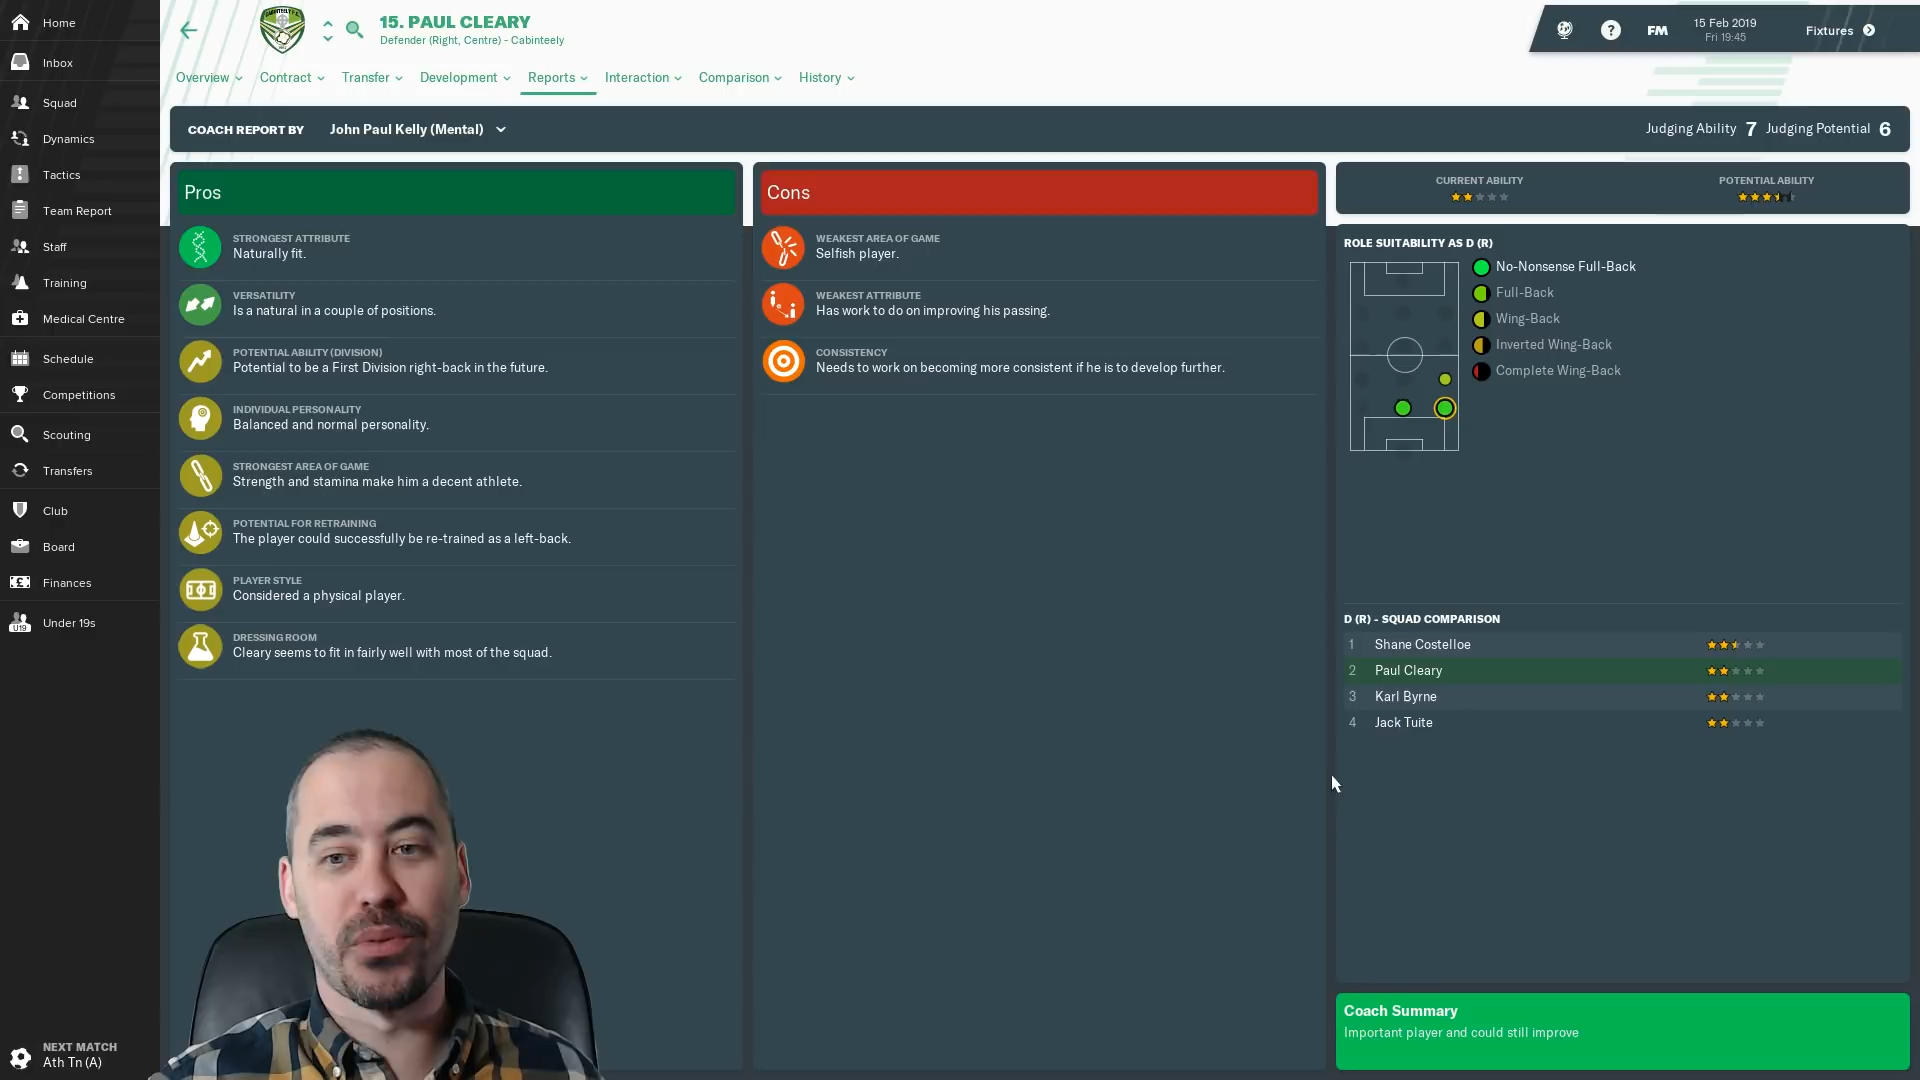 Home
Inbox
Squad
Dynamics
Tactics
Team Report
Staff
Training
Medical Centre
Schedule
Competitions
Scouting
Transfers
Club
Board
Finances
U19
Under 19s
NEXT MATCH
Ath Tn (A)
15. PAUL CLEARY
Defender (Right, Centre) - Cabinteely
?
FM
15 Feb 2019
Fri 19:45
Fixtures
Overview
Contract
Transfer
Development
Reports
Interaction
Comparison
History
COACH REPORT BY
John Paul Kelly (Mental)
Judging Ability 7
Judging Potential 6
Pros
STRONGEST ATTRIBUTE
Naturally fit.
VERSATILITY
Is a natural in a couple of positions.
POTENTIAL ABILITY (DIVISION)
Potential to be a First Division right-back in the future.
INDIVIDUAL PERSONALITY
Balanced and normal personality.
STRONGEST AREA OF GAME
Strength and stamina make him a decent athlete.
POTENTIAL FOR RETRAINING
The player could successfully be re-trained as a left-back.
PLAYER STYLE
Considered a physical player.
DRESSING ROOM
Cleary seems to fit in fairly well with most of the squad.
Cons
WEAKEST AREA OF GAME
Selfish player.
WEAKEST ATTRIBUTE
Has work to do on improving his passing.
CONSISTENCY
Needs to work on becoming more consistent if he is to develop further.
CURRENT ABILITY
POTENTIAL ABILITY
ROLE SUITABILITY AS D (R)
No-Nonsense Full-Back
Full-Back
Wing-Back
Inverted Wing-Back
Complete Wing-Back
D (R) - SQUAD COMPARISON
1 Shane Costelloe
2 Paul Cleary
3 Karl Byrne
4 Jack Tuite
Coach Summary
Important player and could still improve